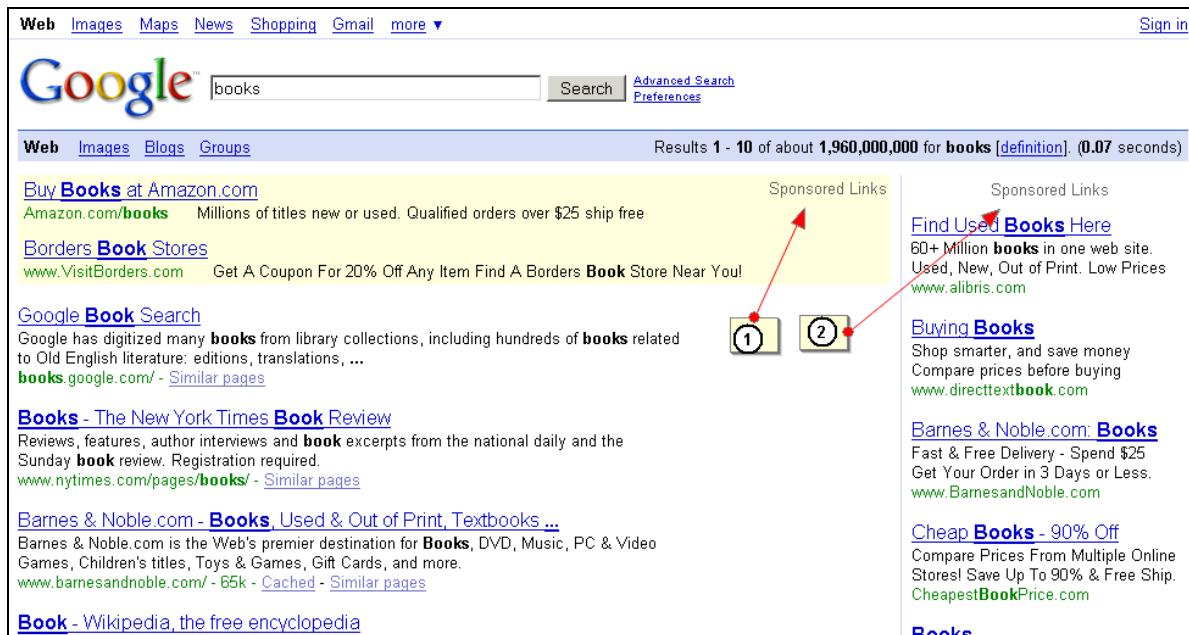 Web Images Maps News Shopping Gmail more ▼ Sign in
Google™ books Search Advanced Search
Preferences
Web Images Blogs Groups Results 1 - 10 of about 1,960,000,000 for books [definition]. (0.07 seconds)
Buy Books at Amazon.com Sponsored Links
Amazon.com/books Millions of titles new or used. Qualified orders over $25 ship free
Borders Book Stores
www.VisitBorders.com Get A Coupon For 20% Off Any Item Find A Borders Book Store Near You!
Google Book Search
Google has digitized many books from library collections, including hundreds of books related
to Old English literature: editions, translations, ...
books.google.com/ - Similar pages
Books - The New York Times Book Review
Reviews, features, author interviews and book excerpts from the national daily and the
Sunday book review. Registration required.
www.nytimes.com/pages/books/ - Similar pages
Barnes & Noble.com - Books, Used & Out of Print, Textbooks ...
Barnes & Noble.com is the Web's premier destination for Books, DVD, Music, PC & Video
Games, Children's titles, Toys & Games, Gift Cards, and more.
www.barnesandnoble.com/ - 65k - Cached - Similar pages
Book - Wikipedia, the free encyclopedia
1
2
Sponsored Links
Find Used Books Here
60+ Million books in one web site.
Used, New, Out of Print. Low Prices
www.alibris.com
Buying Books
Shop smarter, and save money
Compare prices before buying
www.directtextbook.com
Barnes & Noble.com: Books
Fast & Free Delivery - Spend $25
Get Your Order in 3 Days or Less.
www.BarnesandNoble.com
Cheap Books - 90% Off
Compare Prices From Multiple Online
Stores! Save Up To 90% & Free Ship.
CheapestBookPrice.com
Books